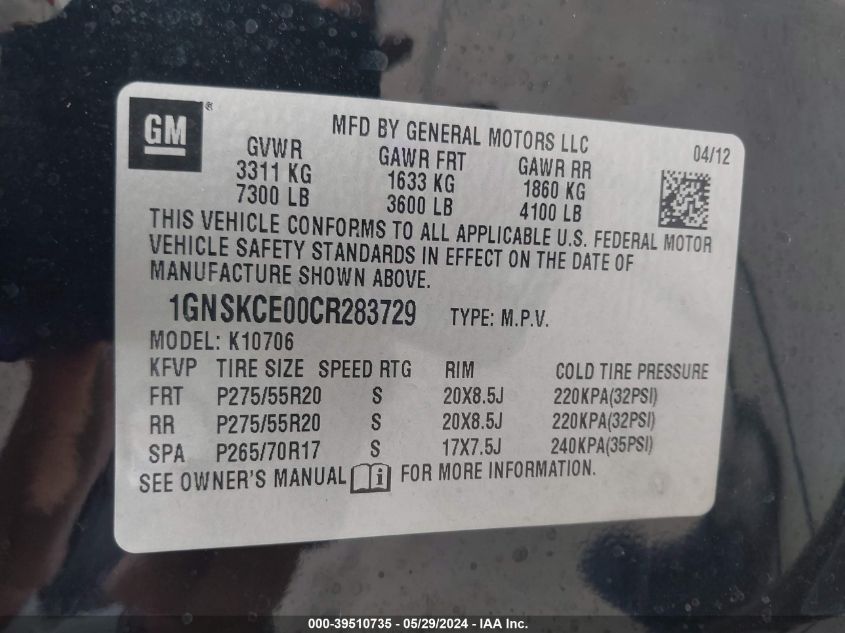 GM ®
MFD BY GENERAL MOTORS LLC 04/12
GVWR GAWR FRT GAWR RR
3311 KG 1633 KG 1860 KG
7300 LB 3600 LB 4100 LB
THIS VEHICLE CONFORMS TO ALL APPLICABLE U.S. FEDERAL MOTOR
VEHICLE SAFETY STANDARDS IN EFFECT ON THE DATE OF
MANUFACTURE SHOWN ABOVE.
1GNSKCE00CR283729 TYPE: M.P.V.
MODEL: K10706
KFVP TIRE SIZE SPEED RTG RIM COLD TIRE PRESSURE
FRT P275/55R20 S 20X8.5J 220KPA(32PSI)
RR P275/55R20 S 20X8.5J 220KPA(32PSI)
SPA P265/70R17 S 17X7.5J 240KPA(35PSI)
SEE OWNER'S MANUAL i FOR MORE INFORMATION.
000-39510735 - 05/29/2024 - IAA Inc.